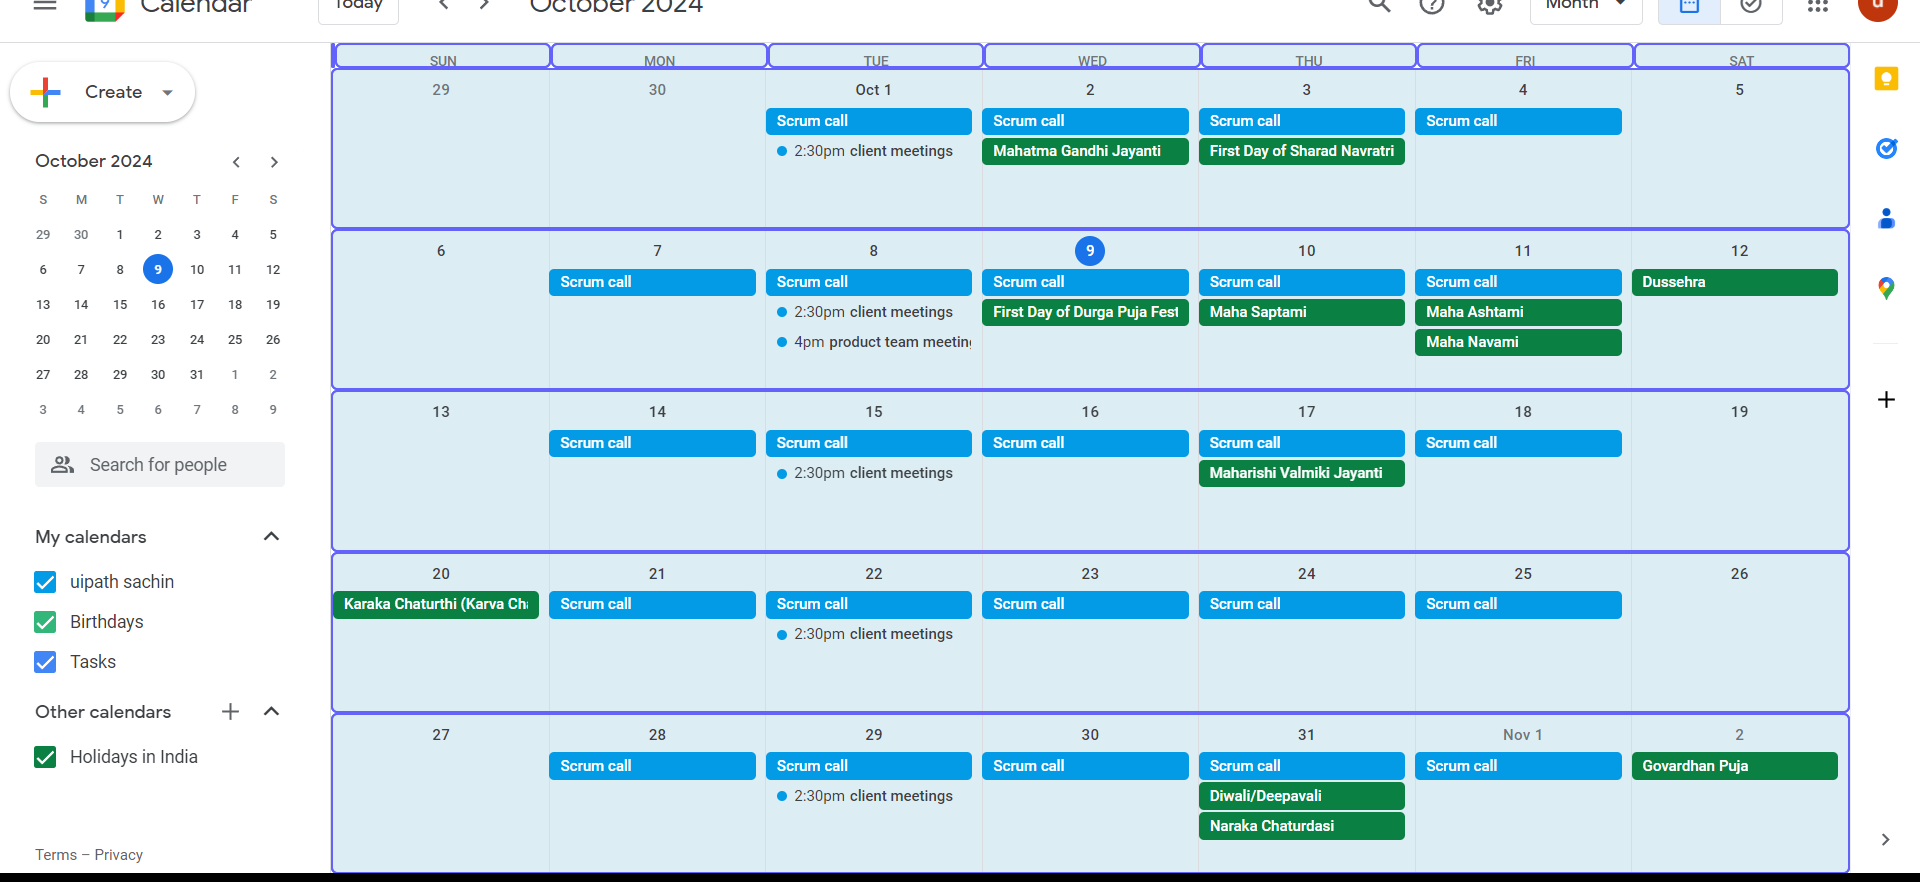 Calendar
Today
October 2024
Month
u
Create
October 2024
S M T W T F S
29 30 1 2 3 4 5
6 7 8 9 10 11 12
13 14 15 16 17 18 19
20 21 22 23 24 25 26
27 28 29 30 31 1 2
3 4 5 6 7 8 9
Search for people
My calendars
uipath sachin
Birthdays
Tasks
Other calendars
Holidays in India
Terms – Privacy
SUN MON TUE WED THU FRI SAT
29 30 Oct 1 2 3 4 5
Scrum call Scrum call Scrum call Scrum call
2:30pm client meetings Mahatma Gandhi Jayanti First Day of Sharad Navratri
6 7 8 9 10 11 12
Scrum call Scrum call Scrum call Scrum call Scrum call Dussehra
2:30pm client meetings First Day of Durga Puja Fest Maha Saptami Maha Ashtami
4pm product team meetin Maha Navami
13 14 15 16 17 18 19
Scrum call Scrum call Scrum call Scrum call Scrum call
2:30pm client meetings Maharishi Valmiki Jayanti
20 21 22 23 24 25 26
Karaka Chaturthi (Karva Cha Scrum call Scrum call Scrum call Scrum call Scrum call
2:30pm client meetings
27 28 29 30 31 Nov 1 2
Scrum call Scrum call Scrum call Scrum call Scrum call Govardhan Puja
2:30pm client meetings Diwali/Deepavali
Naraka Chaturdasi